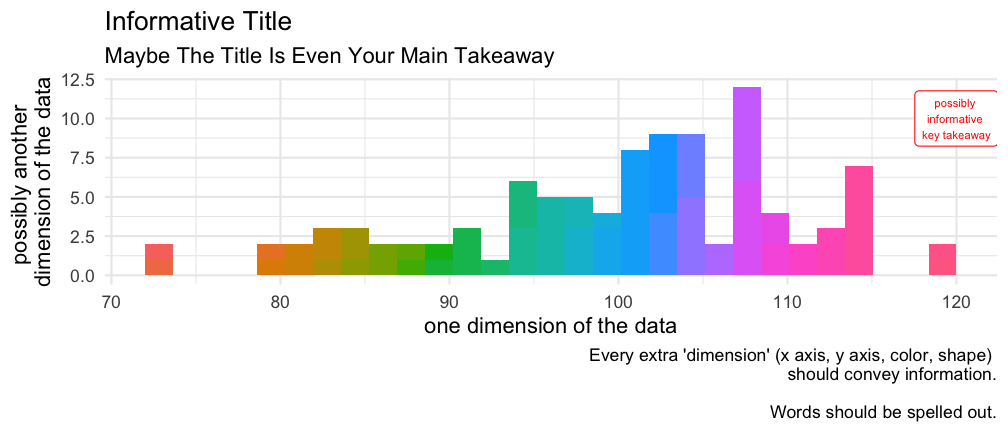 Informative Title
Maybe The Title Is Even Your Main Takeaway
possibly another
dimension of the data
12.5
10.0
7.5
5.0
2.5
0.0
possibly
informative
key takeaway
70
80
90
100
110
120
one dimension of the data
Every extra 'dimension' (x axis, y axis, color, shape)
should convey information.
Words should be spelled out.